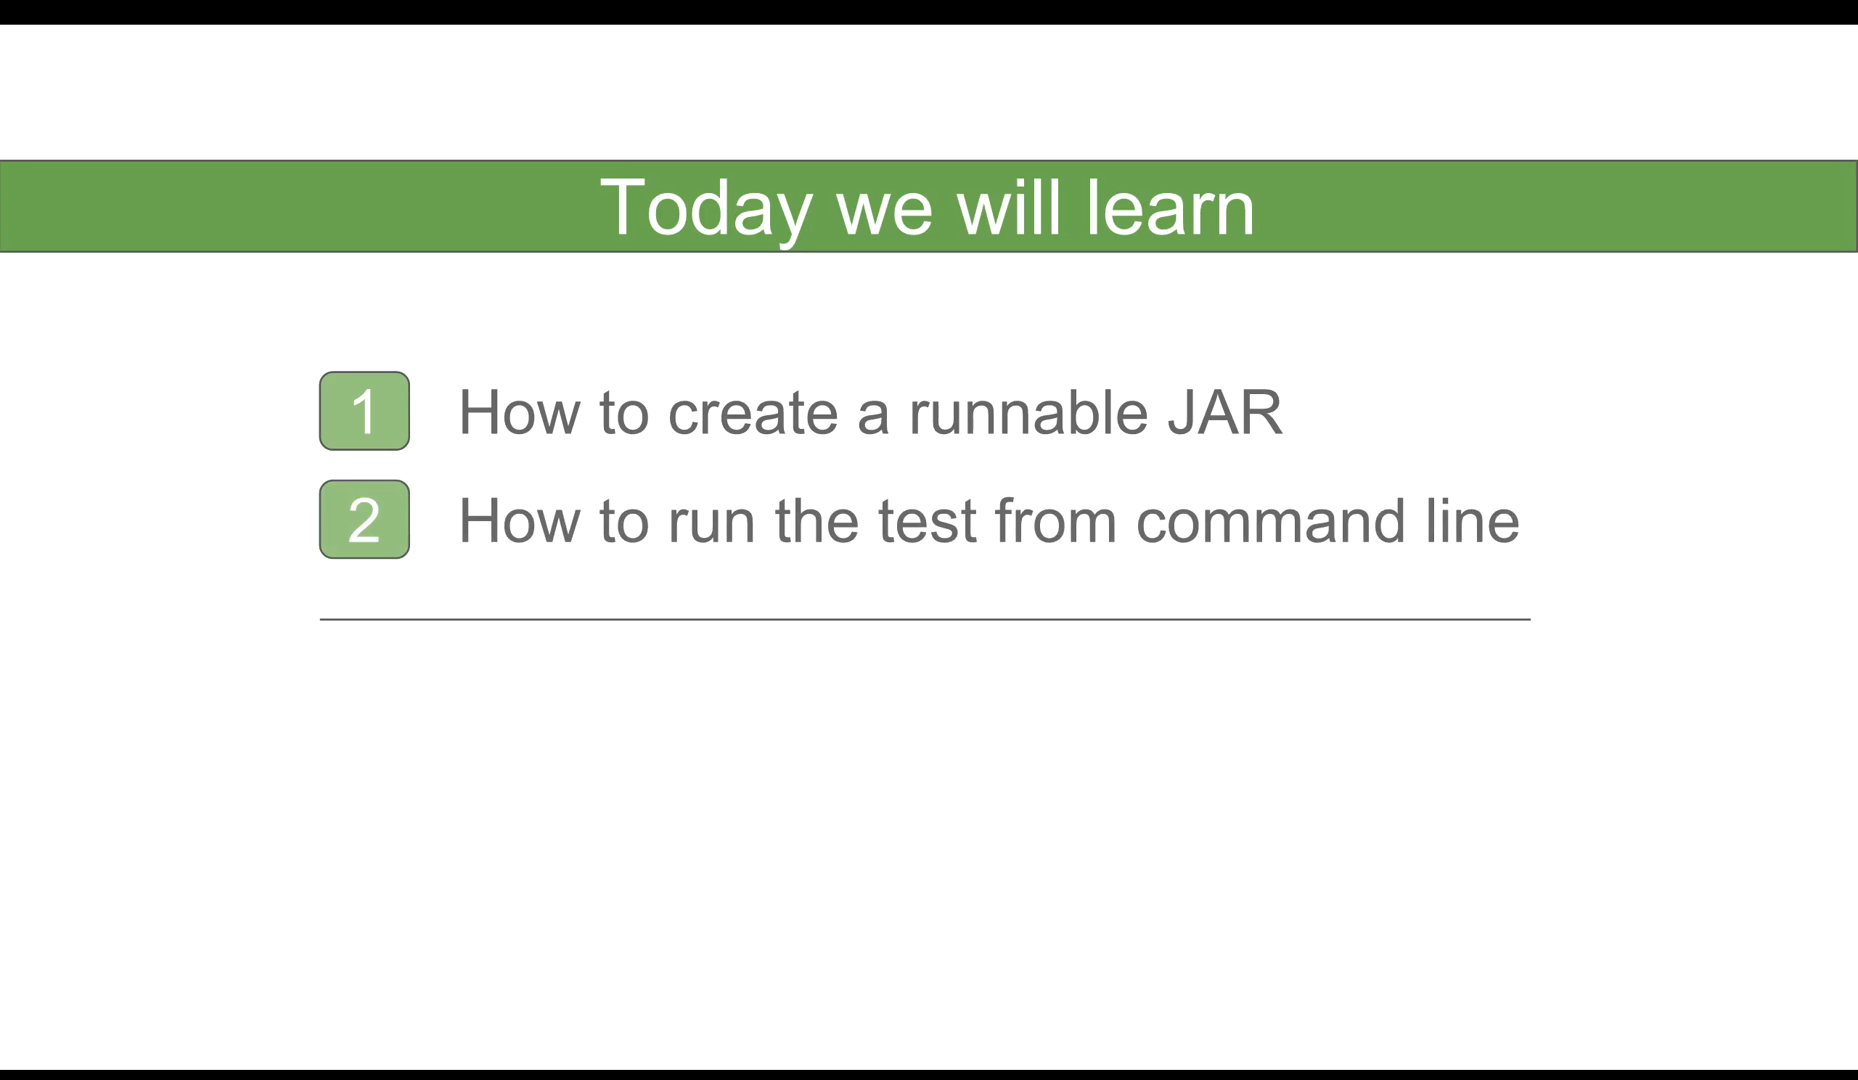 Today we will learn
1 How to create a runnable JAR
2 How to run the test from command line